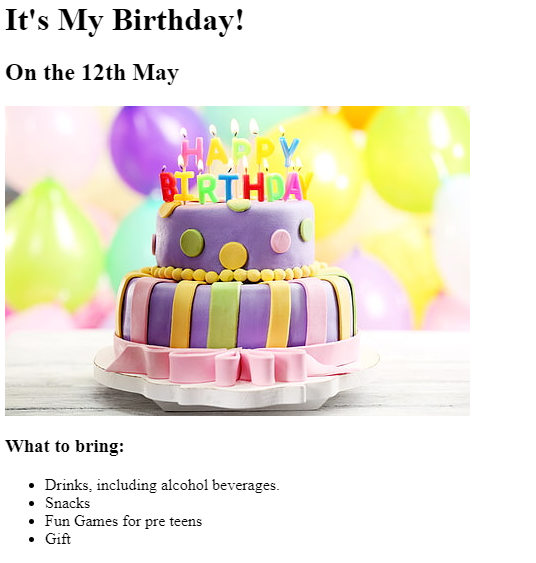 It's My Birthday!
On the 12th May
HAPPY
BIRTHDAY
What to bring:
Drinks, including alcohol beverages.
Snacks
Fun Games for pre teens
Gift